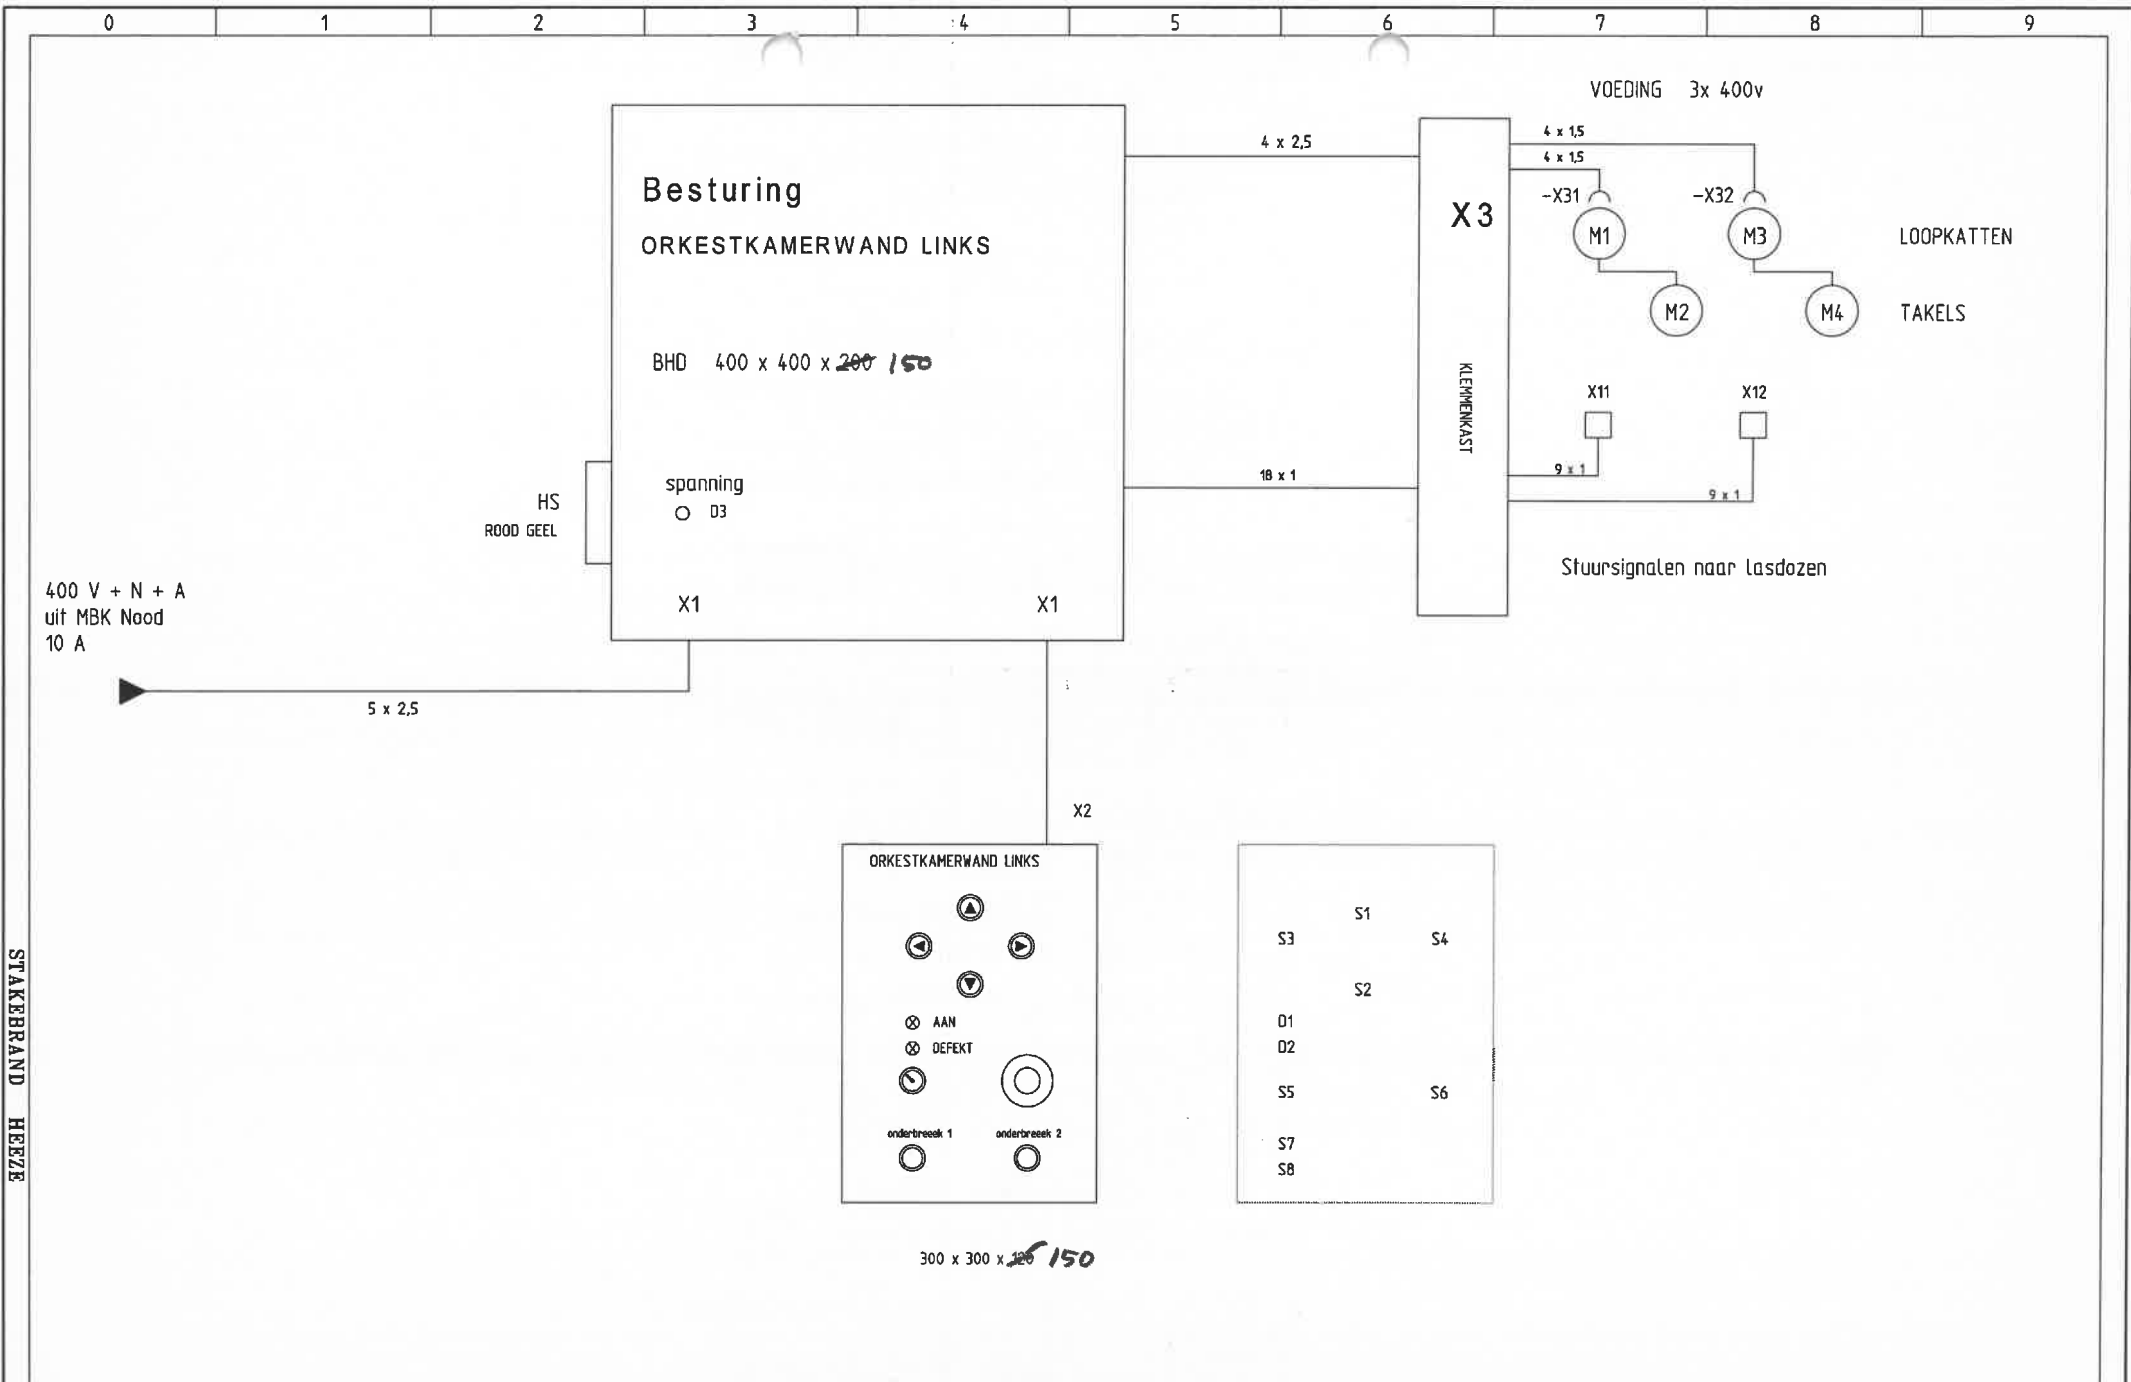 0 1 2 3 4 5 6 7 8 9
VOEDING 3x 400v
4 x 2,5
4 x 1,5
4 x 1,5
Besturing
ORKESTKAMERWAND LINKS
X3
-X31
-X32
M1
M3
LOOPKATTEN
M2
M4
TAKELS
BHD 400 x 400 x 200 150
KLEMMENKAST
X11
X12
18 x 1
9 x 1
9 x 1
spanning
D3
HS
ROOD GEEL
Stuursignalen naar lasdozen
400 V + N + A
uit MBK Nood
10 A
X1
X1
5 x 2,5
X2
ORKESTKAMERWAND LINKS
AAN
DEFEKT
onderbreeek 1
onderbreeek 2
300 x 300 x 150
S1
S3
S4
S2
D1
D2
S5
S6
S7
S8
STAKEBRAND HEEZE